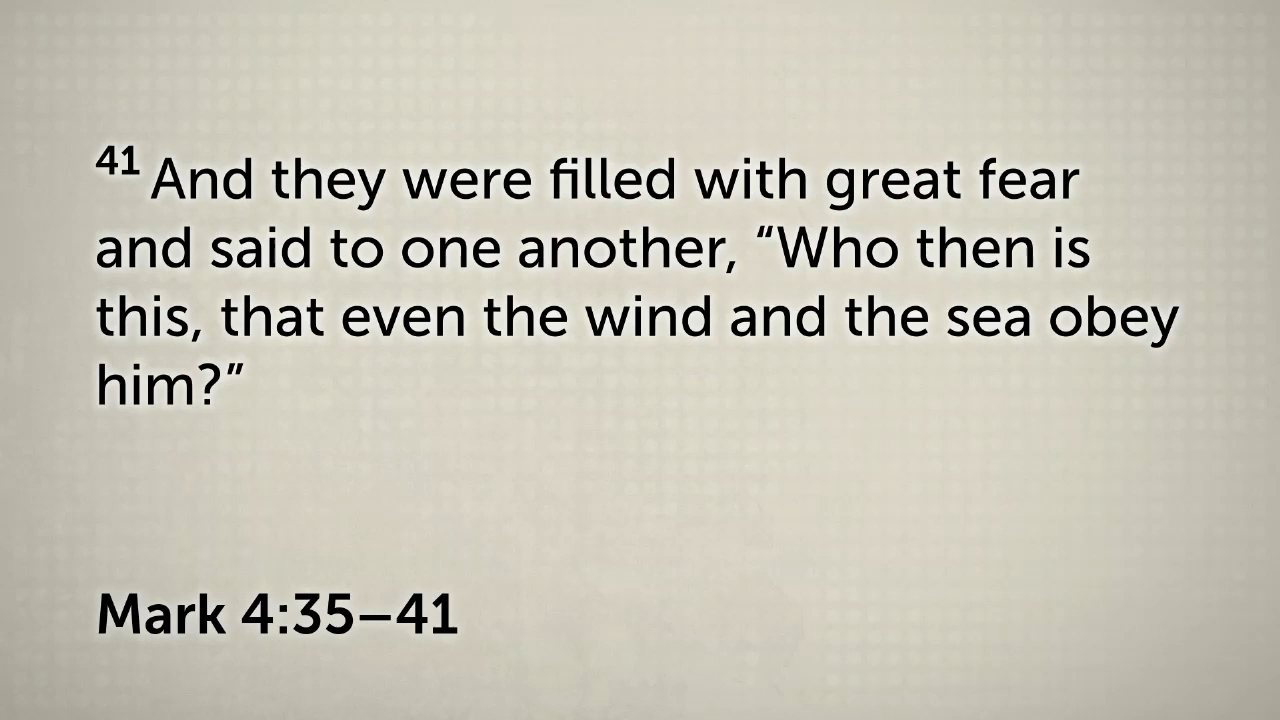 41 And they were filled with great fear
and said to one another, “Who then is
this, that even the wind and the sea obey
him?”
Mark 4:35–41